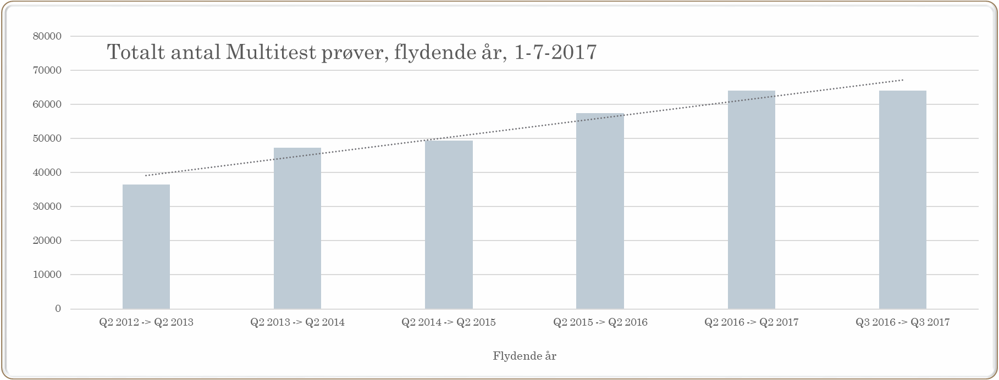 Totalt antal Multitest prøver, flydende år, 1-7-2017
80000
70000
60000
50000
40000
30000
20000
10000
0
Q2 2012 -> Q2 2013
Q2 2013 -> Q2 2014
Q2 2014 -> Q2 2015
Q2 2015 -> Q2 2016
Q2 2016 -> Q2 2017
Q3 2016 -> Q3 2017
Flydende år